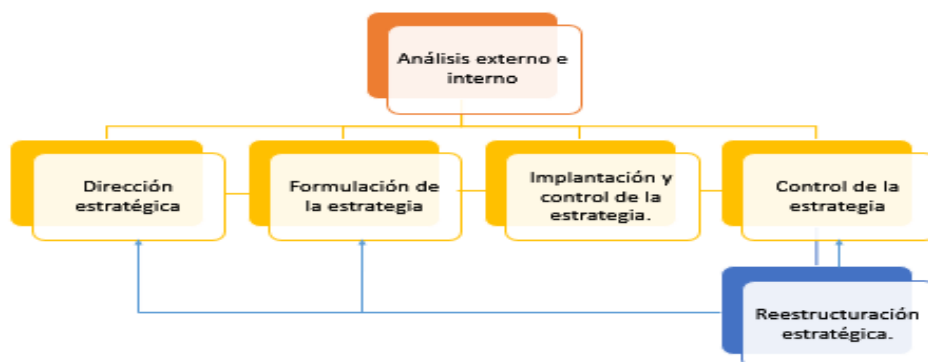 Análisis externo e
interno
Dirección
estratégica
Formulación de
la estrategia
Implantación y
control de la
estrategia.
Control de la
estrategia
Reestructuración
estratégica.